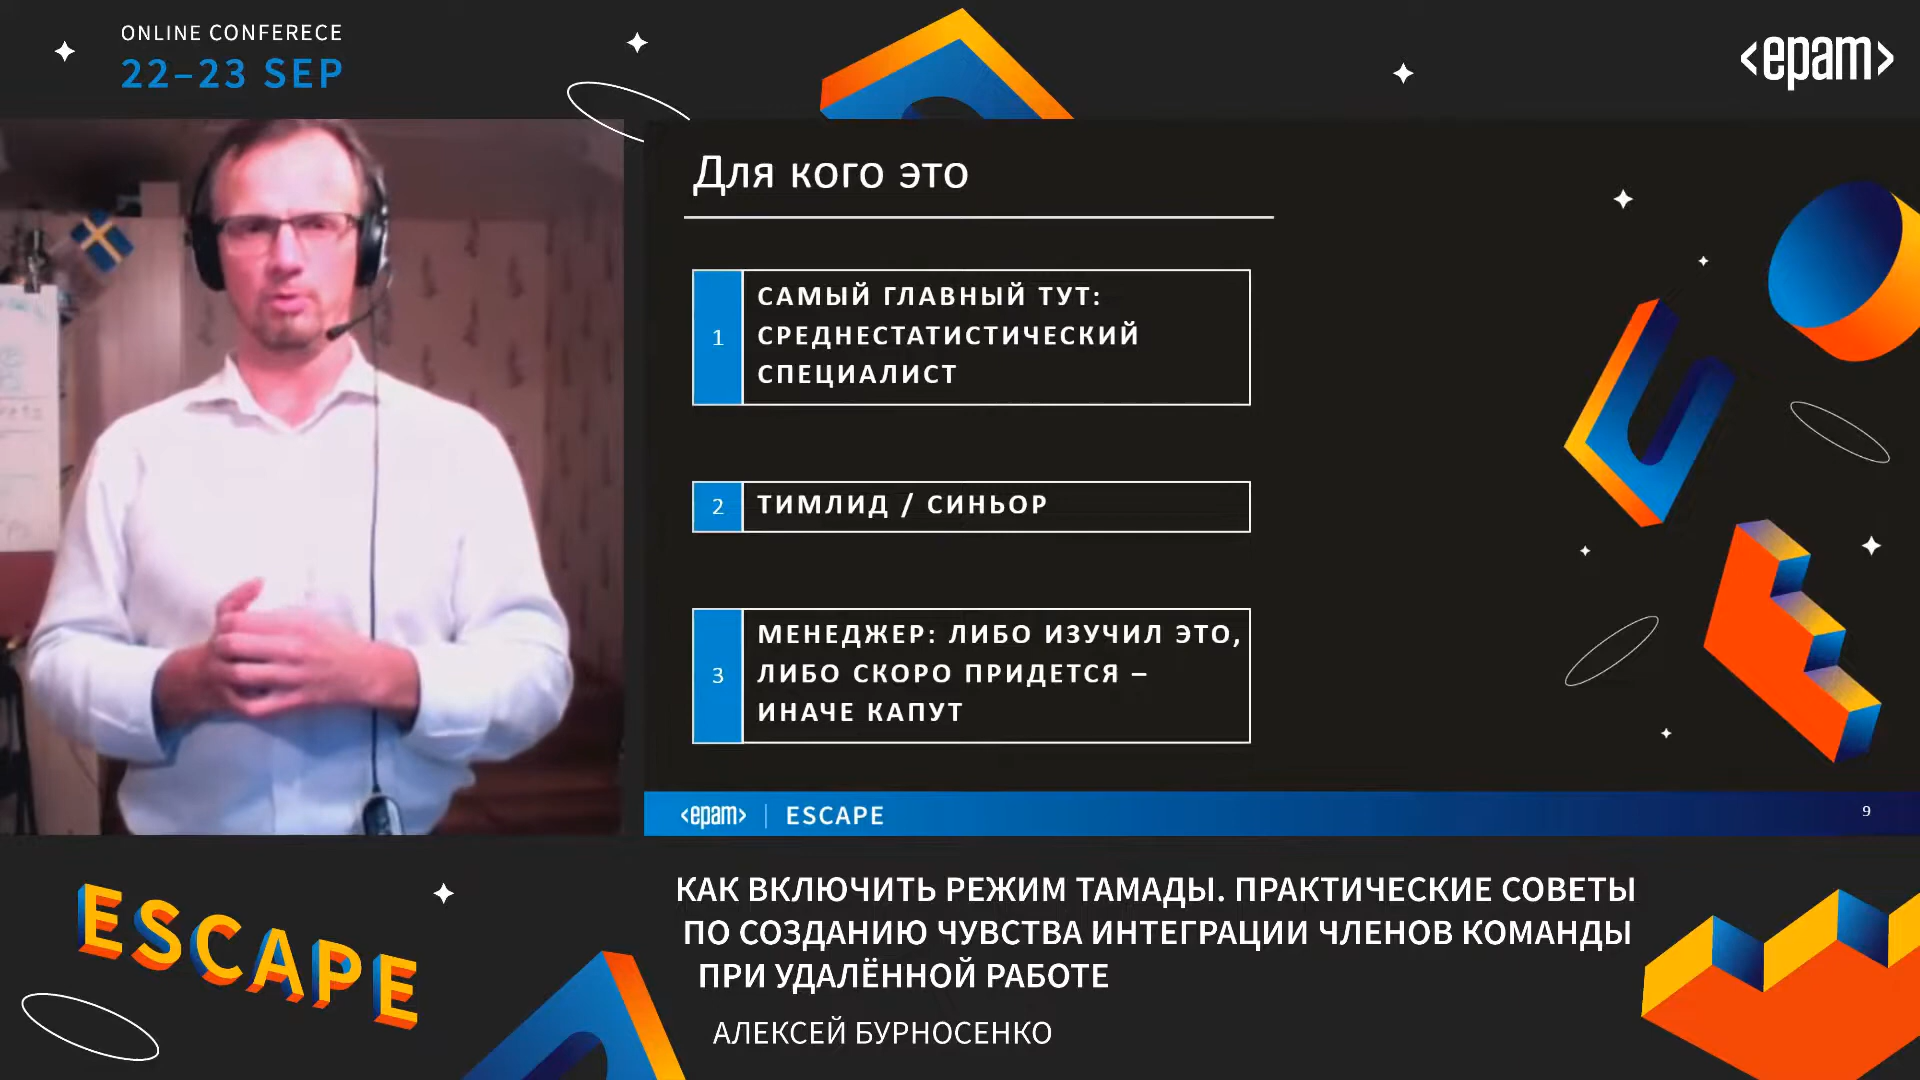 ONLINE CONFERECE
22–23 SEP
<epam>
Для кого это
1
САМЫЙ ГЛАВНЫЙ ТУТ:
СРЕДНЕСТАТИСТИЧЕСКИЙ
СПЕЦИАЛИСТ
2
ТИМЛИД / СИНЬОР
3
МЕНЕДЖЕР: ЛИБО ИЗУЧИЛ ЭТО,
ЛИБО СКОРО ПРИДЕТСЯ –
ИНАЧЕ КАПУТ
<epam> | ESCAPE
9
ESCAPE
КАК ВКЛЮЧИТЬ РЕЖИМ ТАМАДЫ. ПРАКТИЧЕСКИЕ СОВЕТЫ
ПО СОЗДАНИЮ ЧУВСТВА ИНТЕГРАЦИИ ЧЛЕНОВ КОМАНДЫ
ПРИ УДАЛЁННОЙ РАБОТЕ
АЛЕКСЕЙ БУРНОСЕНКО